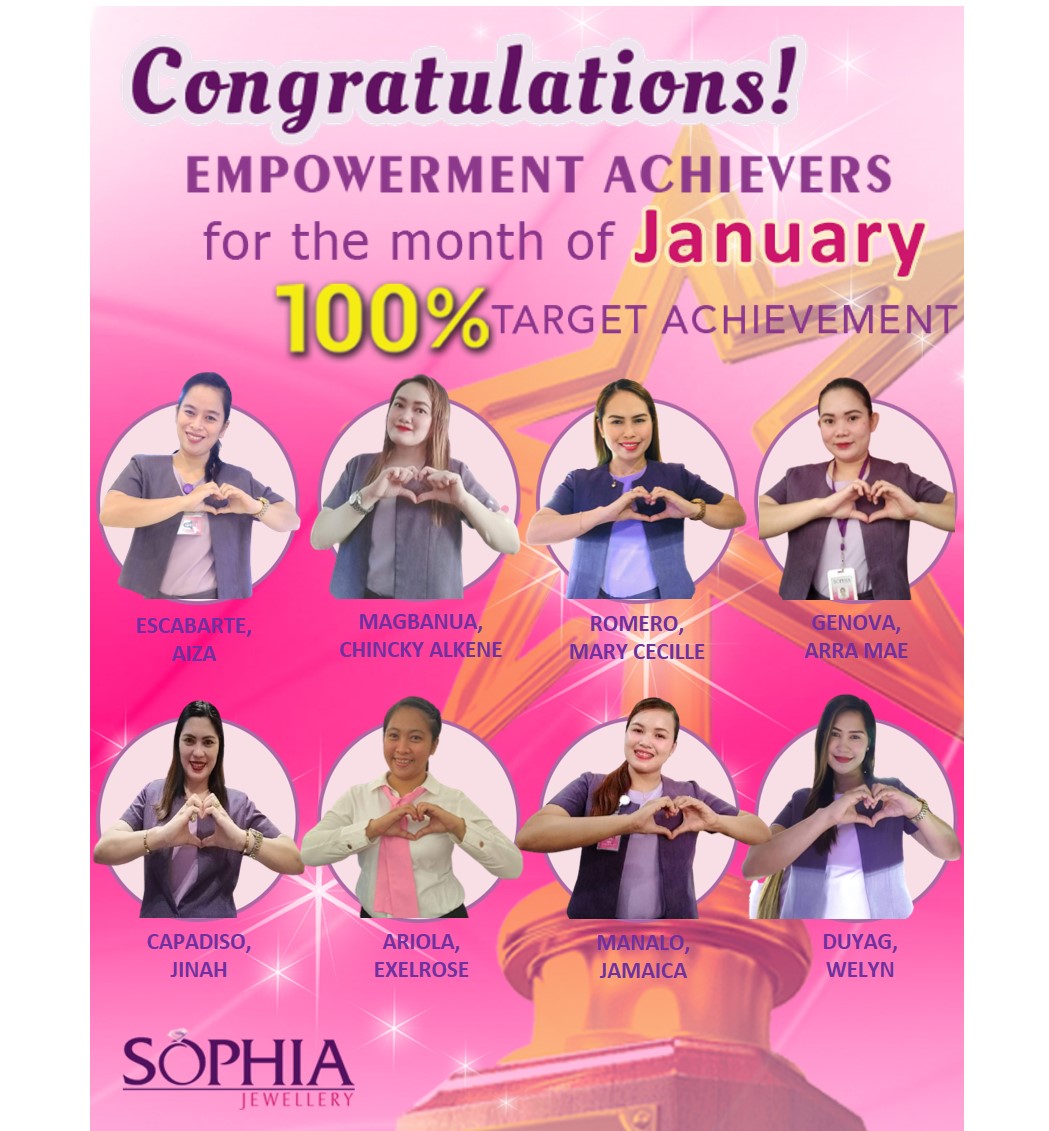 Congratulations!
EMPOWERMENT ACHIEVERS
for the month of January
100% TARGET ACHIEVEMENT
ESCABARTE,
AIZA
MAGBANUA,
CHINCKY ALKENE
ROMERO,
MARY CECILLE
GENOVA,
ARRA MAE
SOPHIA
CAPADISO,
JINAH
ARIOLA,
EXELROSE
MANALO,
JAMAICA
DUYAG,
WELYN
SOPHIA
JEWELLERY